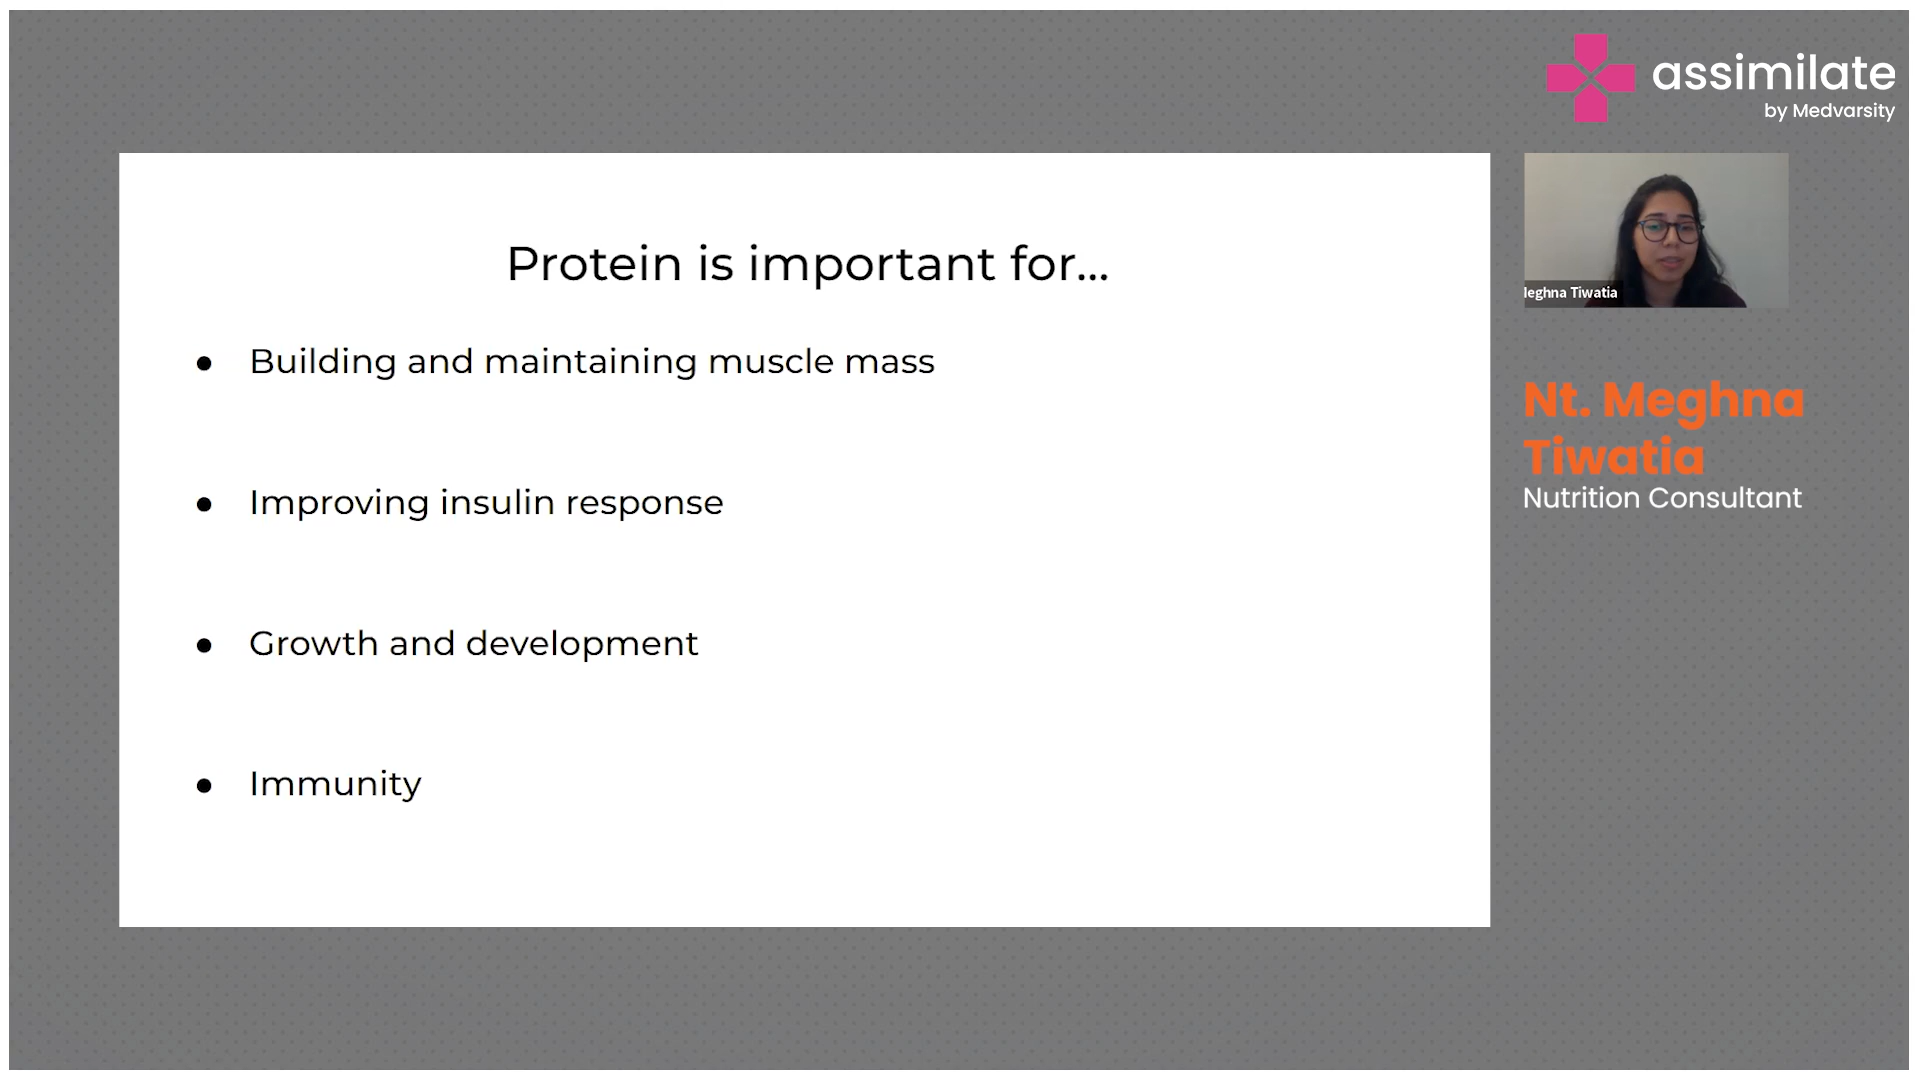 assimilate
by Medvarsity
Protein is important for...
● Building and maintaining muscle mass
● Improving insulin response
● Growth and development
● Immunity
leghna Tiwatia
Nt. Meghna
Tiwatia
Nutrition Consultant